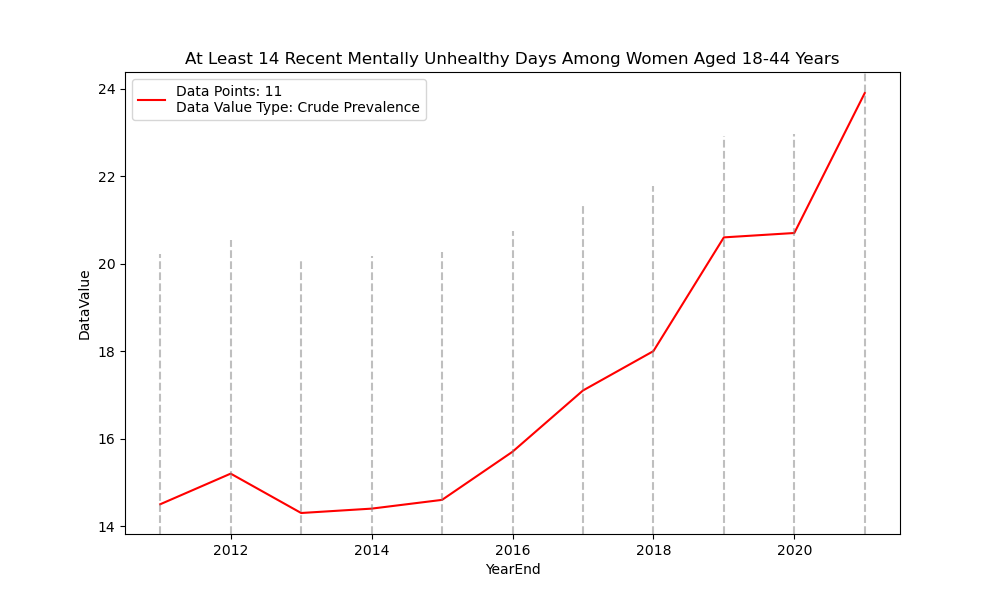 At Least 14 Recent Mentally Unhealthy Days Among Women Aged 18-44 Years
Data Points: 11
Data Value Type: Crude Prevalence
24
22
20
18
16
14
DataValue
2012
2014
2016
2018
2020
YearEnd